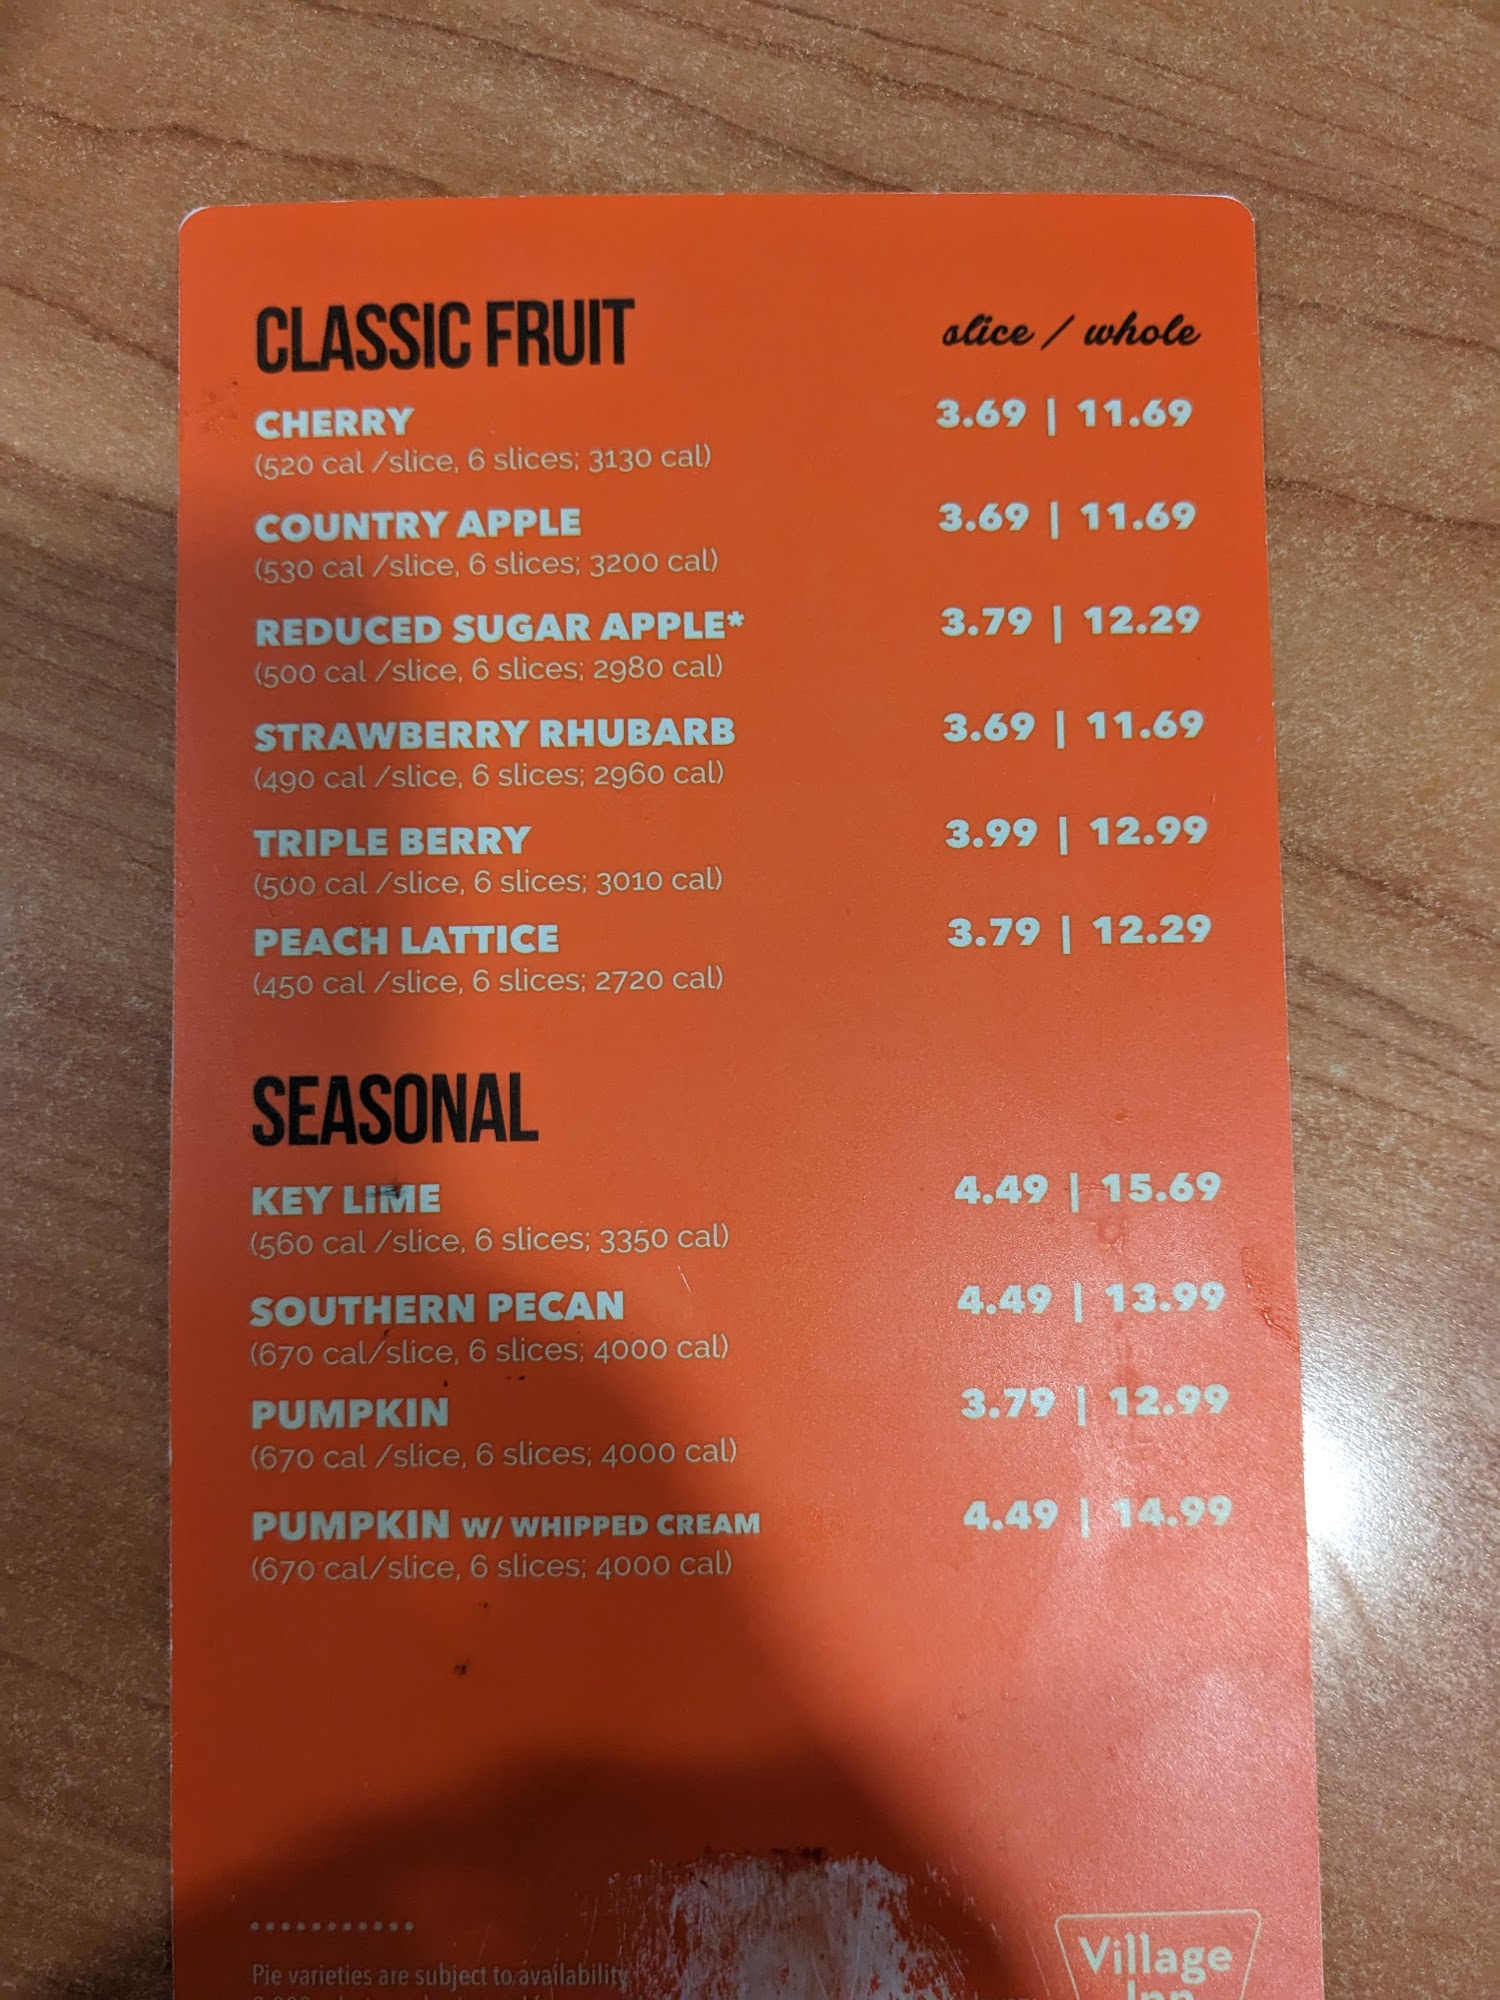 CLASSIC FRUIT slice / whole
CHERRY 3.69 | 11.69
(520 cal /slice, 6 slices; 3130 cal)
COUNTRY APPLE 3.69 | 11.69
(530 cal /slice, 6 slices; 3200 cal)
REDUCED SUGAR APPLE* 3.79 | 12.29
(500 cal /slice, 6 slices; 2980 cal)
STRAWBERRY RHUBARB 3.69 | 11.69
(490 cal /slice, 6 slices; 2960 cal)
TRIPLE BERRY 3.99 | 12.99
(500 cal /slice, 6 slices; 3010 cal)
PEACH LATTICE 3.79 | 12.29
(450 cal /slice, 6 slices; 2720 cal)
SEASONAL
KEY LIME 4.49 | 15.69
(560 cal /slice, 6 slices; 3350 cal)
SOUTHERN PECAN 4.49 | 13.99
(670 cal/slice, 6 slices; 4000 cal)
PUMPKIN 3.79 | 12.99
(670 cal /slice, 6 slices; 4000 cal)
PUMPKIN W/ WHIPPED CREAM 4.49 | 14.99
(670 cal/slice, 6 slices; 4000 cal)
Pie varieties are subject to availability
Village
Inn